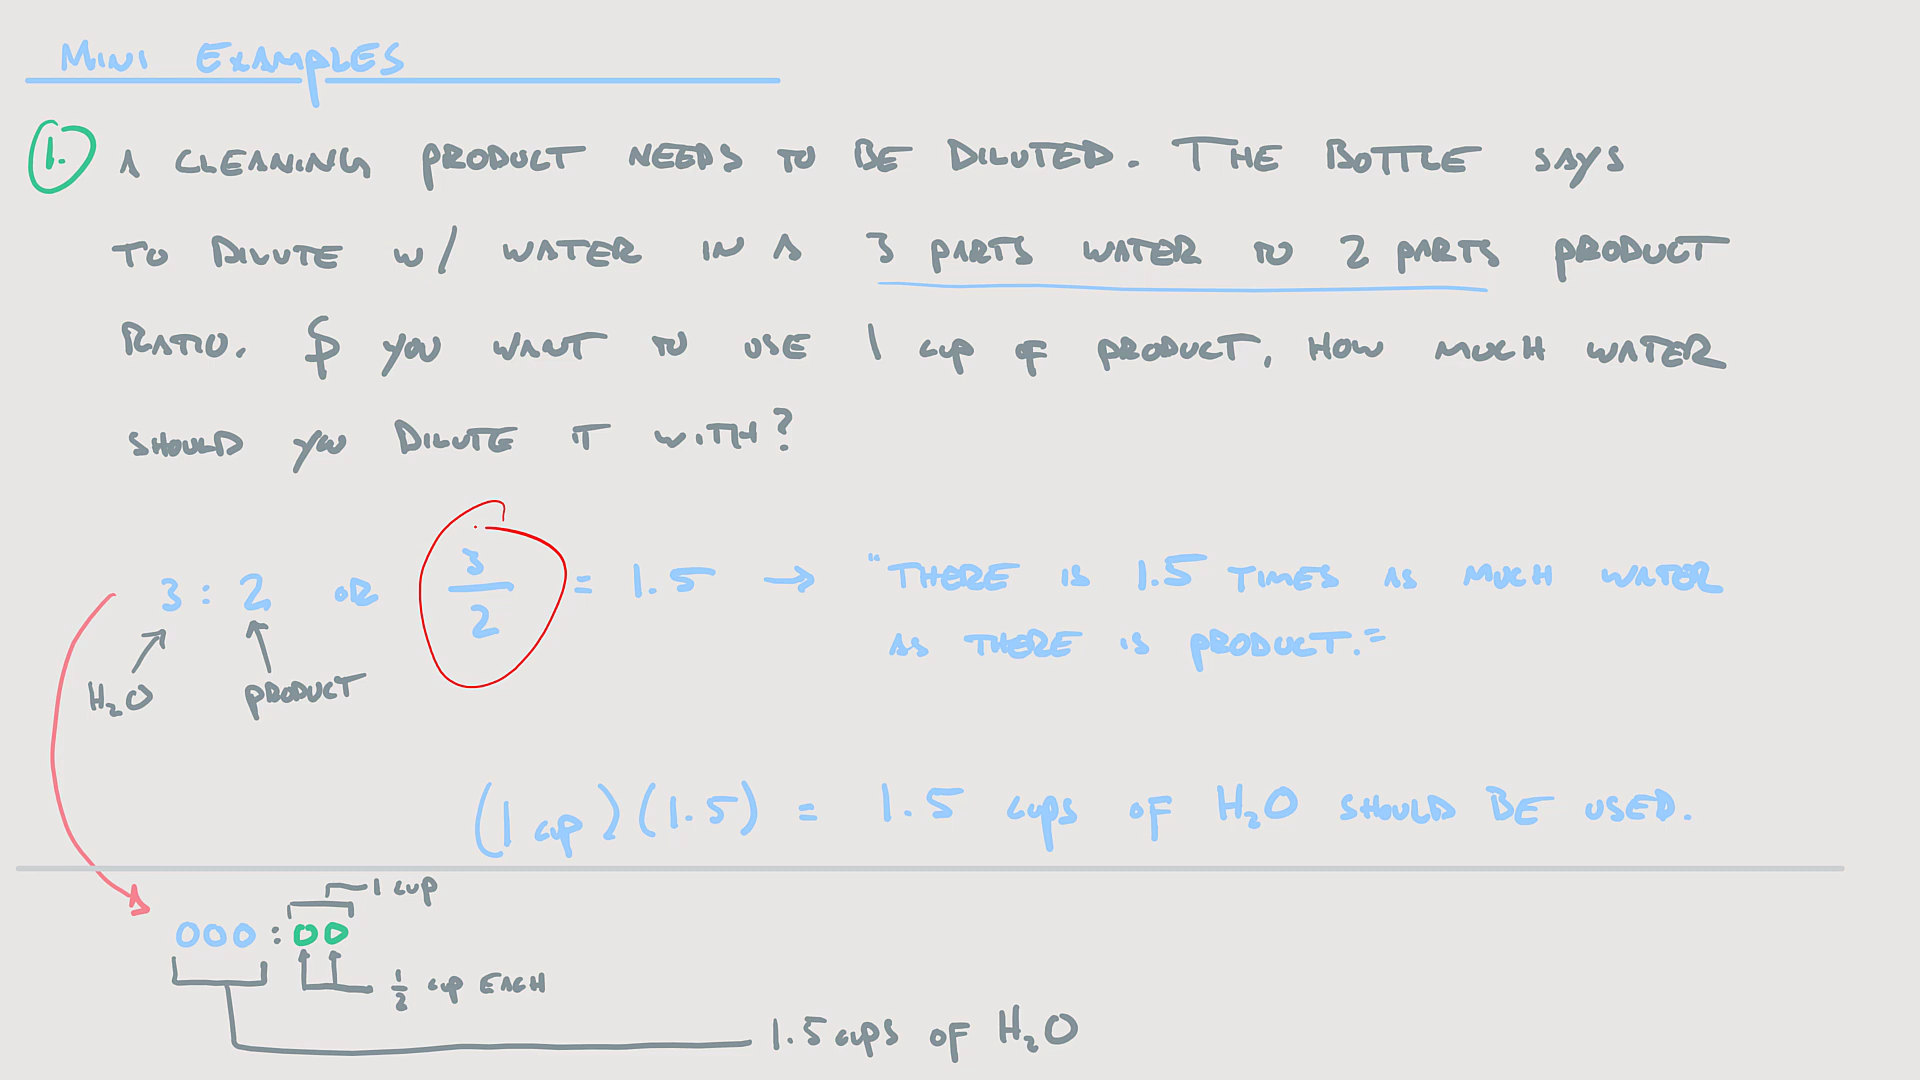 MINI EXAMPLES
1. A CLEANING PRODUCT NEEDS TO BE DILUTED. THE BOTTLE SAYS
TO DILUTE W/ WATER IN A 3 PARTS WATER TO 2 PARTS PRODUCT
RATIO. IF YOU WANT TO USE 1 CUP OF PRODUCT, HOW MUCH WATER
SHOULD YOU DILUTE IT WITH?
3 : 2 OR 3/2 = 1.5 → "THERE IS 1.5 TIMES AS MUCH WATER
AS THERE IS PRODUCT."
H₂O PRODUCT
(1 CUP)(1.5) = 1.5 CUPS OF H₂O SHOULD BE USED.
1 CUP
000 : 00
1/2 CUP EACH
1.5 CUPS OF H₂O